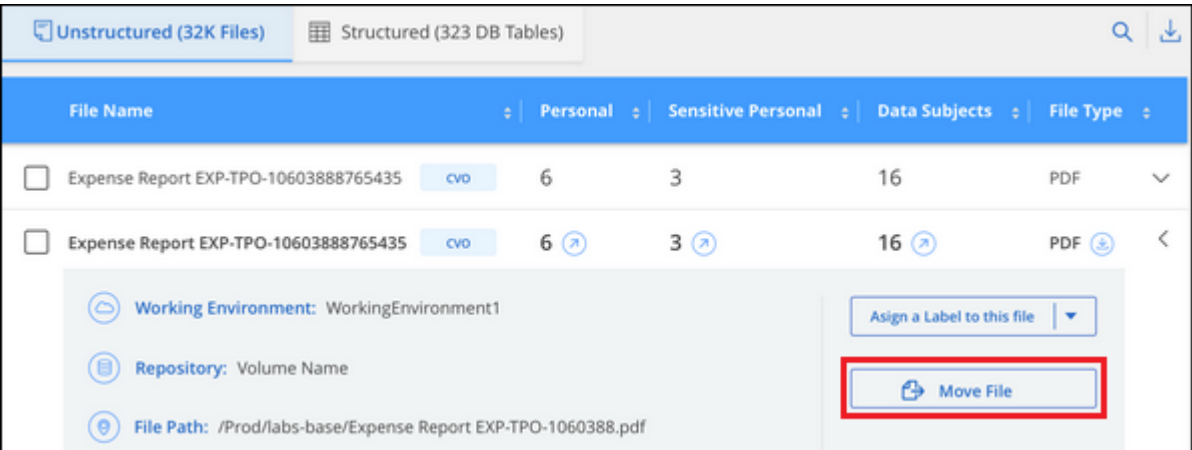 Unstructured (32K Files) Structured (323 DB Tables)
File Name Personal Sensitive Personal Data Subjects File Type
Expense Report EXP-TPO-10603888765435 CVO 6 3 16 PDF
Expense Report EXP-TPO-10603888765435 CVO 6 3 16 PDF
Working Environment: WorkingEnvironment1
Asign a Label to this file
Repository: Volume Name
Move File
File Path: /Prod/labs-base/Expense Report EXP-TPO-1060388.pdf